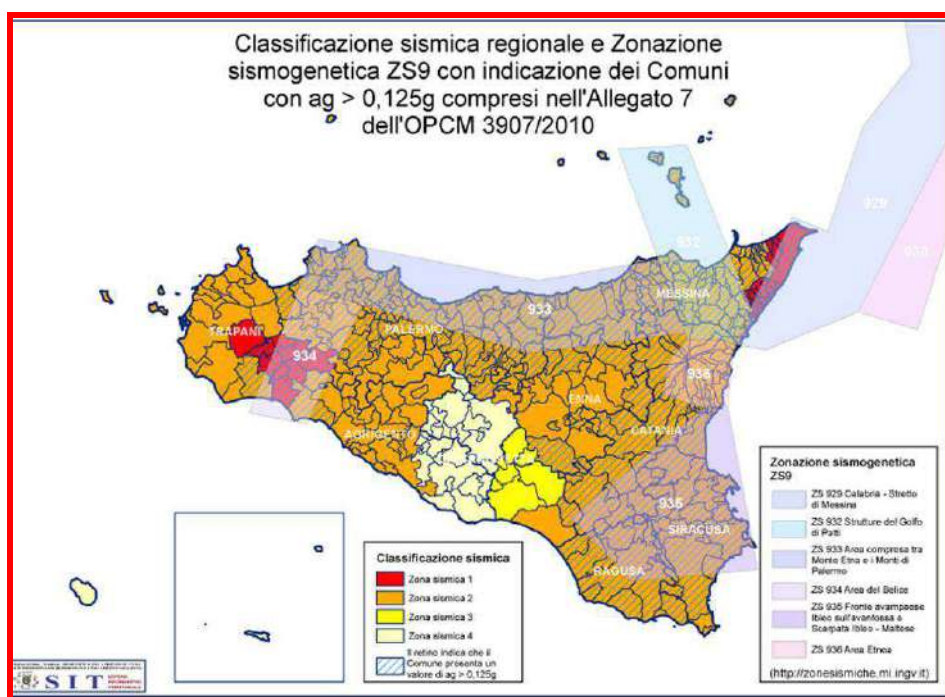 Classificazione sismica regionale e Zonazione
sismogenetica ZS9 con indicazione dei Comuni
con ag > 0,125g compresi nell'Allegato 7
dell'OPCM 3907/2010
929
932
MESSINA
933
PALERMO
TRAPANI
934
936
ENNA
CATANIA
AGRIGENTO
935
SIRACUSA
RAGUSA
Classificazione sismica
Zona sismica 1
Zona sismica 2
Zona sismica 3
Zona sismica 4
Il retino indica che il
Comune presenta un
valore di ag > 0,125g
Zonazione sismogenetica
ZS9
ZS 929 Calabria - Stretto
di Messina
ZS 932 Strutture del Golfo
di Patti
ZS 933 Area compresa tra
Monte Etna e i Monti di
Palermo
ZS 934 Area del Belice
ZS 935 Fronte avampaese
Ibleo sull'avanfossa e
Scarpata Ibleo - Maltese
ZS 936 Area Etnea
(http://zonesismiche.mi.ingv.it)
SIT